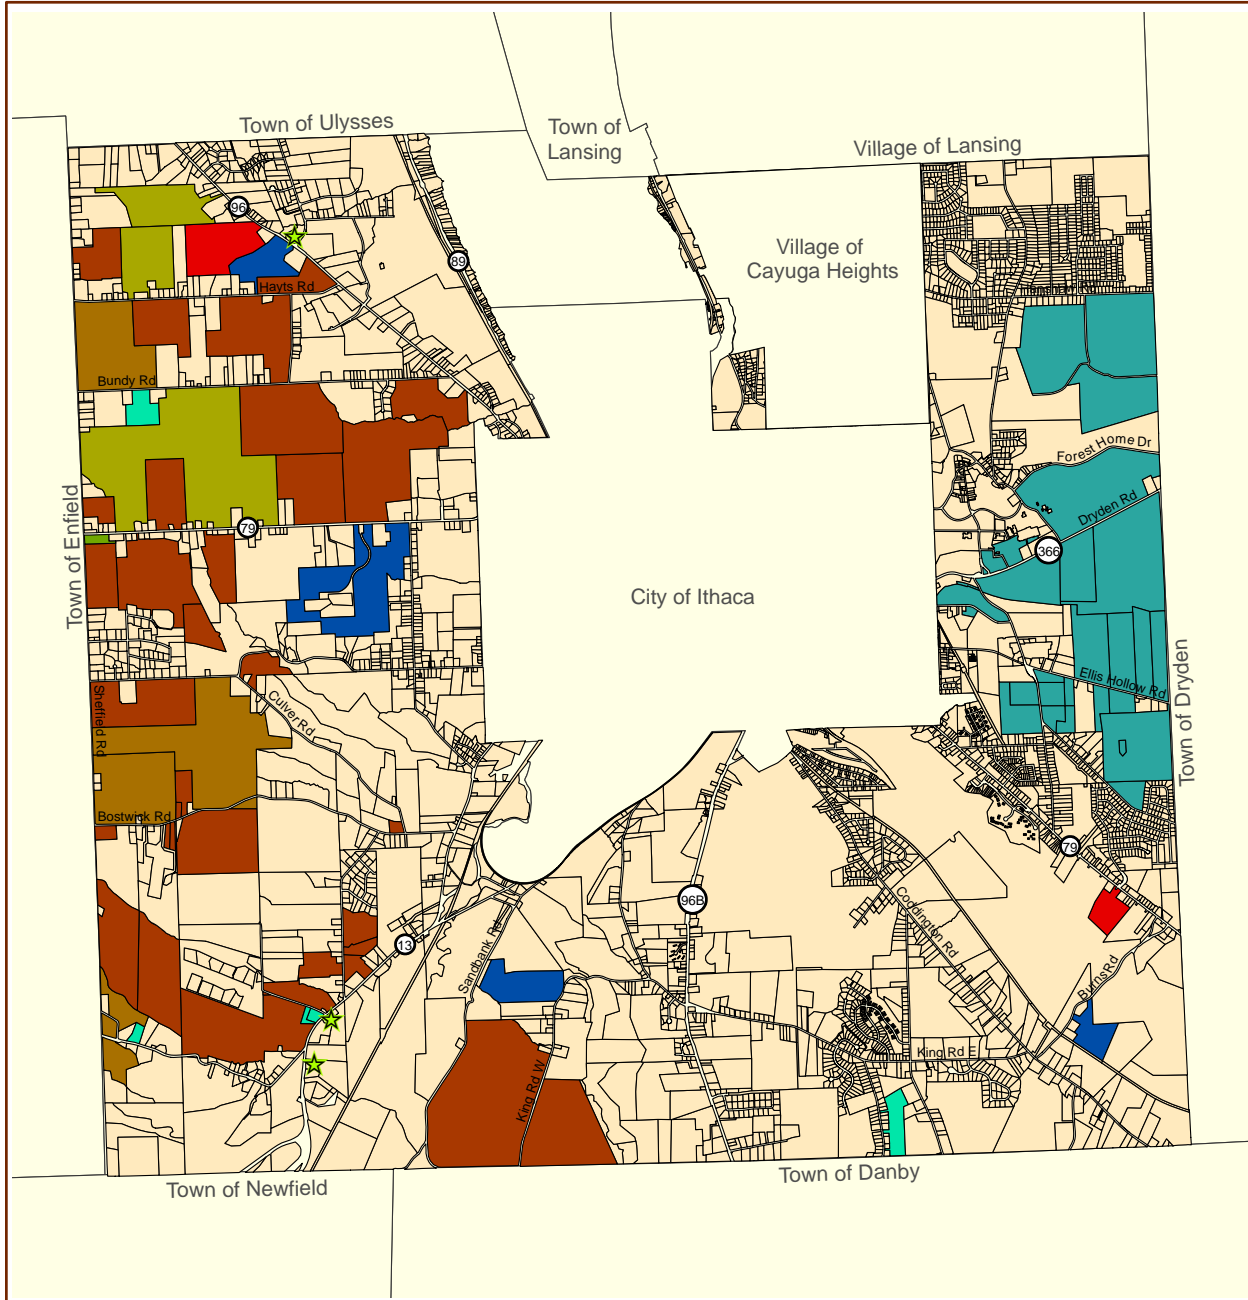 Town of Ulysses
Town of
Lansing
Village of Lansing
96
89
Village of
Cayuga Heights
Hayts Rd
Bundy Rd
Forest Home Dr
Dryden Rd
Town of Enfield
79
366
City of Ithaca
Ellis Hollow Rd
Town of Dryden
Sheffield Rd
Culver Rd
Bostwick Rd
79
96B
Coddington Rd
13
Sandbank Rd
Burns Rd
King Rd E
King Rd W
Town of Newfield
Town of Danby